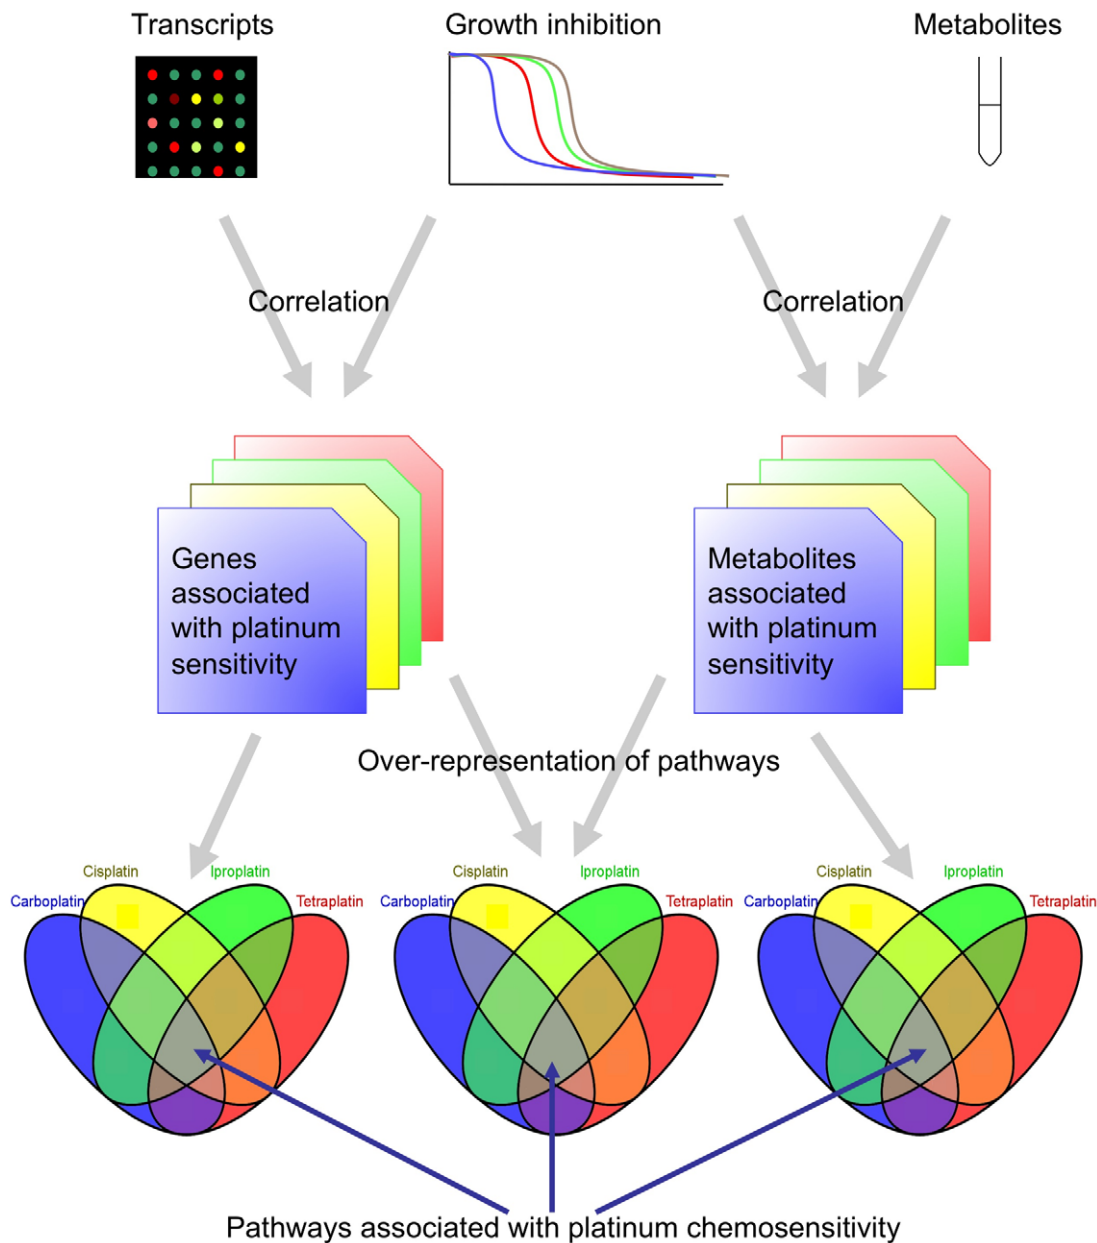 Transcripts
Growth inhibition
Metabolites
Correlation
Correlation
Genes
associated
with platinum
sensitivity
Metabolites
associated
with platinum
sensitivity
Over-representation of pathways
Cisplatin
Iproplatin
Carboplatin
Tetraplatin
Cisplatin
Iproplatin
Carboplatin
Tetraplatin
Cisplatin
Iproplatin
Carboplatin
Tetraplatin
Pathways associated with platinum chemosensitivity